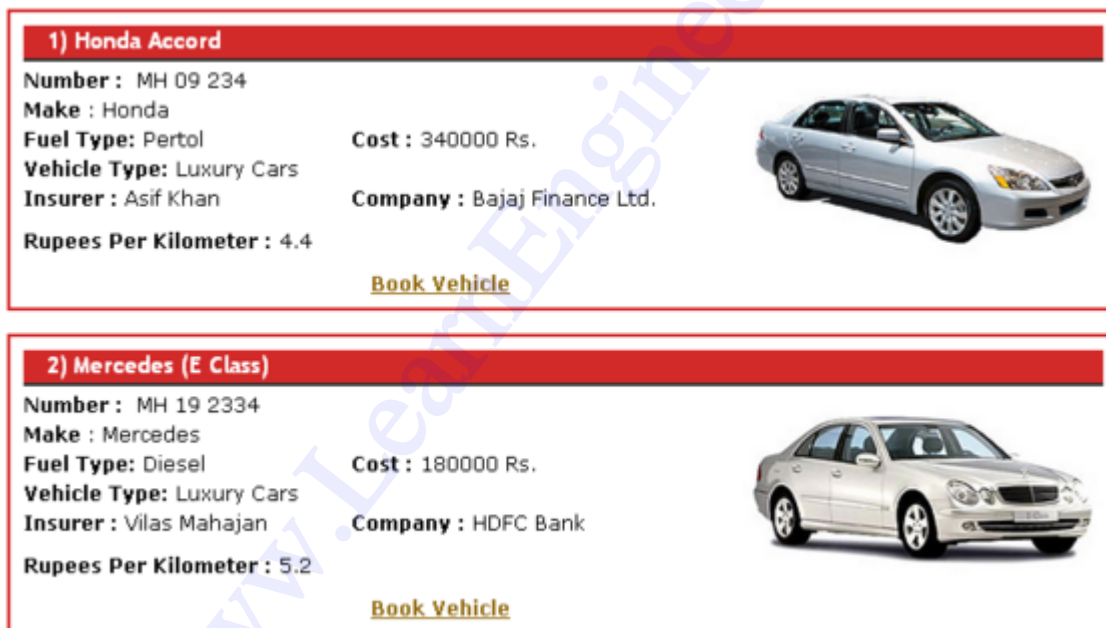 1) Honda Accord
Number : MH 09 234
Make : Honda
Fuel Type: Pertol Cost : 340000 Rs.
Vehicle Type: Luxury Cars
Insurer : Asif Khan Company : Bajaj Finance Ltd.
Rupees Per Kilometer : 4.4
Book Vehicle
2) Mercedes (E Class)
Number : MH 19 2334
Make : Mercedes
Fuel Type: Diesel Cost : 180000 Rs.
Vehicle Type: Luxury Cars
Insurer : Vilas Mahajan Company : HDFC Bank
Rupees Per Kilometer : 5.2
Book Vehicle
w.LearnEnginee